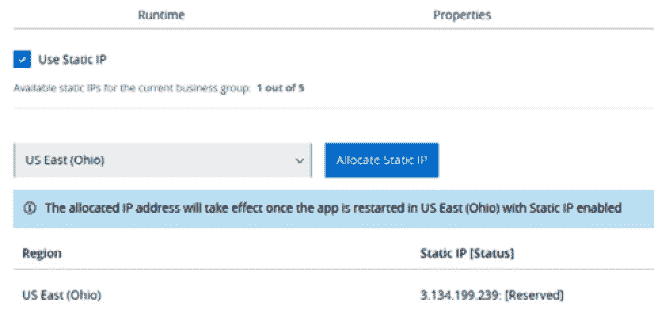 Runtime Properties
Use Static IP
Available static IPs for the current business group: 1 out of 5
US East (Ohio) Allocate Static IP
The allocated IP address will take effect once the app is restarted in US East (Ohio) with Static IP enabled
Region Static IP [Status]
US East (Ohio) 3.134.199.239: [Reserved]